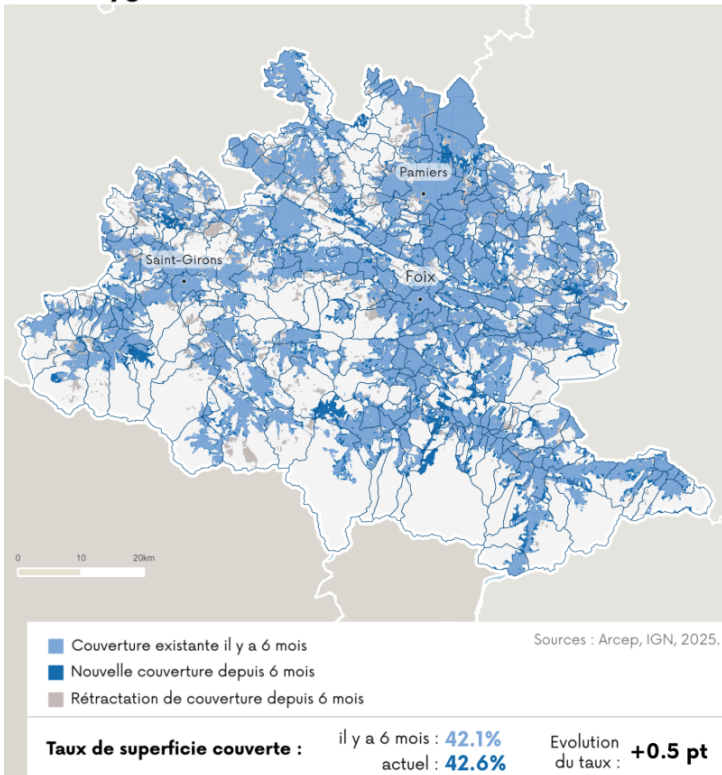 Pamiers
Saint-Girons
Foix
0 10 20km
Couverture existante il y a 6 mois
Sources : Arcep, IGN, 2025.
Nouvelle couverture depuis 6 mois
Rétractation de couverture depuis 6 mois
Taux de superficie couverte :
il y a 6 mois : 42.1%
actuel : 42.6%
Evolution
du taux :
+0.5 pt